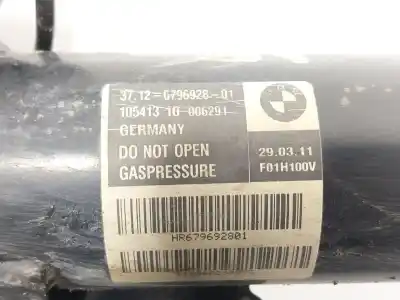 37.12-6796928-01
105413 10 006291
GERMANY
DO NOT OPEN
GASPRESSURE
29.03.11
F01H100V
HR679692801